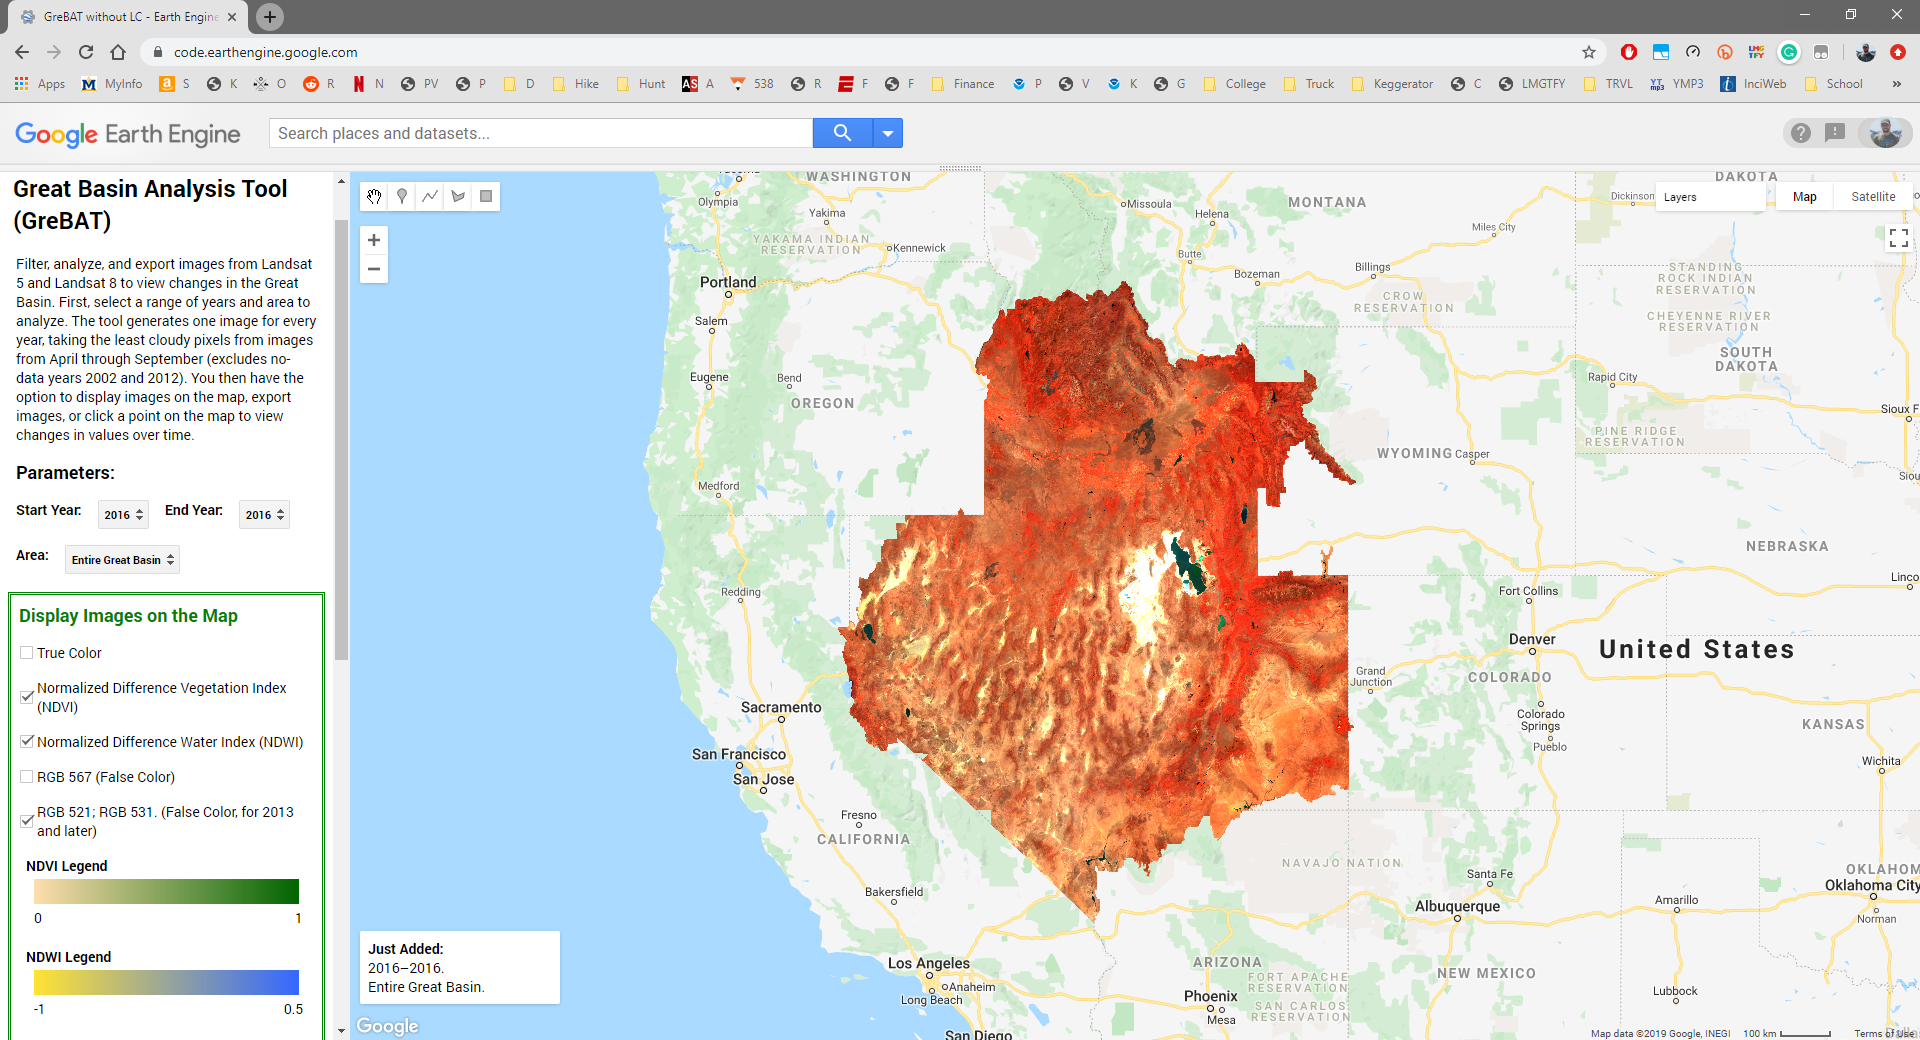 GreBAT without LC - Earth Engine
code.earthengine.google.com
Apps MyInfo S K O R N PV P D Hike Hunt A 538 R F F Finance P V K G College Truck Keggerator C LMGTFY TRVL YMP3 InciWeb School »
Google Earth Engine
Search places and datasets...
Great Basin Analysis Tool
(GreBAT)
Filter, analyze, and export images from Landsat
5 and Landsat 8 to view changes in the Great
Basin. First, select a range of years and area to
analyze. The tool generates one image for every
year, taking the least cloudy pixels from images
from April through September (excludes no-
data years 2002 and 2012). You then have the
option to display images on the map, export
images, or click a point on the map to view
changes in values over time.
Parameters:
Start Year: 2016 End Year: 2016
Area: Entire Great Basin
Display Images on the Map
True Color
Normalized Difference Vegetation Index
(NDVI)
Normalized Difference Water Index (NDWI)
RGB 567 (False Color)
RGB 521; RGB 531. (False Color, for 2013
and later)
NDVI Legend
0 1
NDWI Legend
-1 0.5
Layers
Map Satellite
WASHINGTON
Olympia
Yakima
YAKAMA INDIAN
RESERVATION
Kennewick
Portland
Salem
Eugene
Bend
OREGON
Medford
Missoula
Helena
MONTANA
Butte
Bozeman
Billings
Miles City
CROW
RESERVATION
Dickinson
DAKOTA
STANDING
ROCK INDIAN
RESERVATION
CHEYENNE RIVER
RESERVATION
SOUTH
DAKOTA
Rapid City
Sioux F
PINE RIDGE
RESERVATION
WYOMING
Casper
Siou
NEBRASKA
Linco
Redding
Sacramento
San Francisco
San Jose
Fresno
CALIFORNIA
Bakersfield
Los Angeles
Anaheim
Long Beach
San Diego
Fort Collins
Denver
United States
Grand
Junction
COLORADO
Colorado
Springs
Pueblo
KANSAS
Wichita
NAVAJO NATION
Santa Fe
Albuquerque
Amarillo
OKLAHOM
Oklahoma City
Norman
ARIZONA
FORT APACHE
RESERVATION
SAN CARLOS
RESERVATION
Phoenix
Mesa
NEW MEXICO
Lubbock
Just Added:
2016–2016.
Entire Great Basin.
Google
Map data ©2019 Google, INEGI 100 km Terms of Use